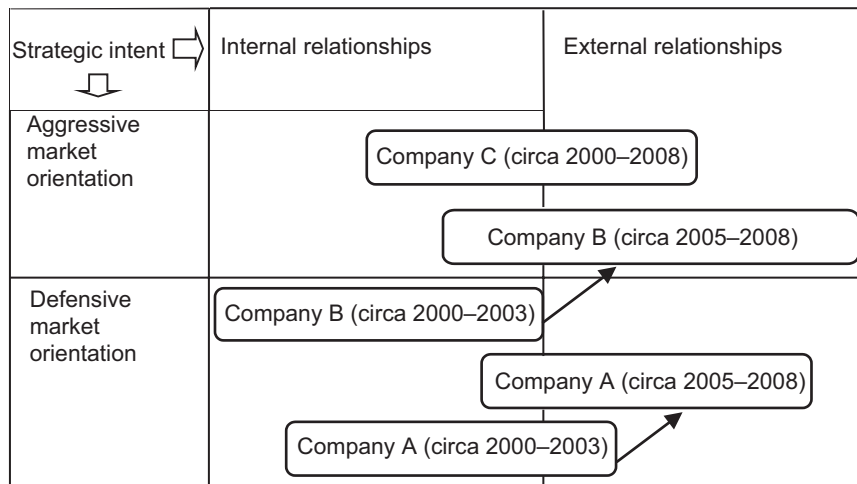 Strategic intent
Internal relationships
External relationships
Aggressive
market
orientation
Company C (circa 2000–2008)
Company B (circa 2005–2008)
Defensive
market
orientation
Company B (circa 2000–2003)
Company A (circa 2005–2008)
Company A (circa 2000–2003)